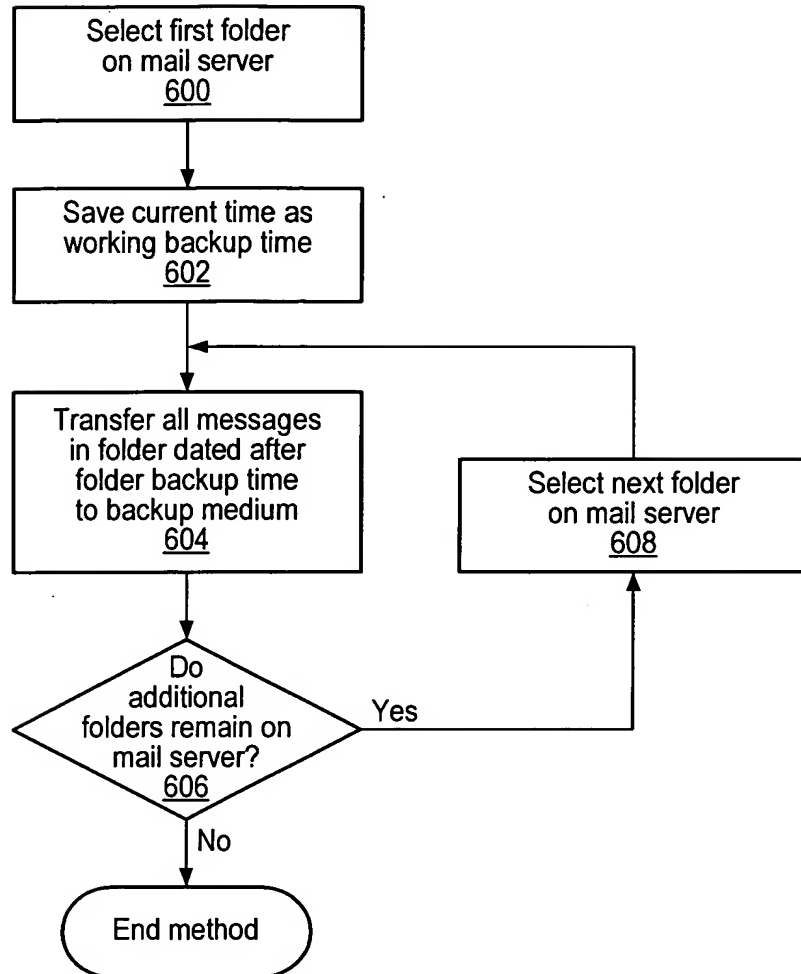 Select first folder
on mail server
600
Save current time as
working backup time
602
Transfer all messages
in folder dated after
folder backup time
to backup medium
604
Select next folder
on mail server
608
Do
additional
folders remain on
mail server?
606
Yes
No
End method